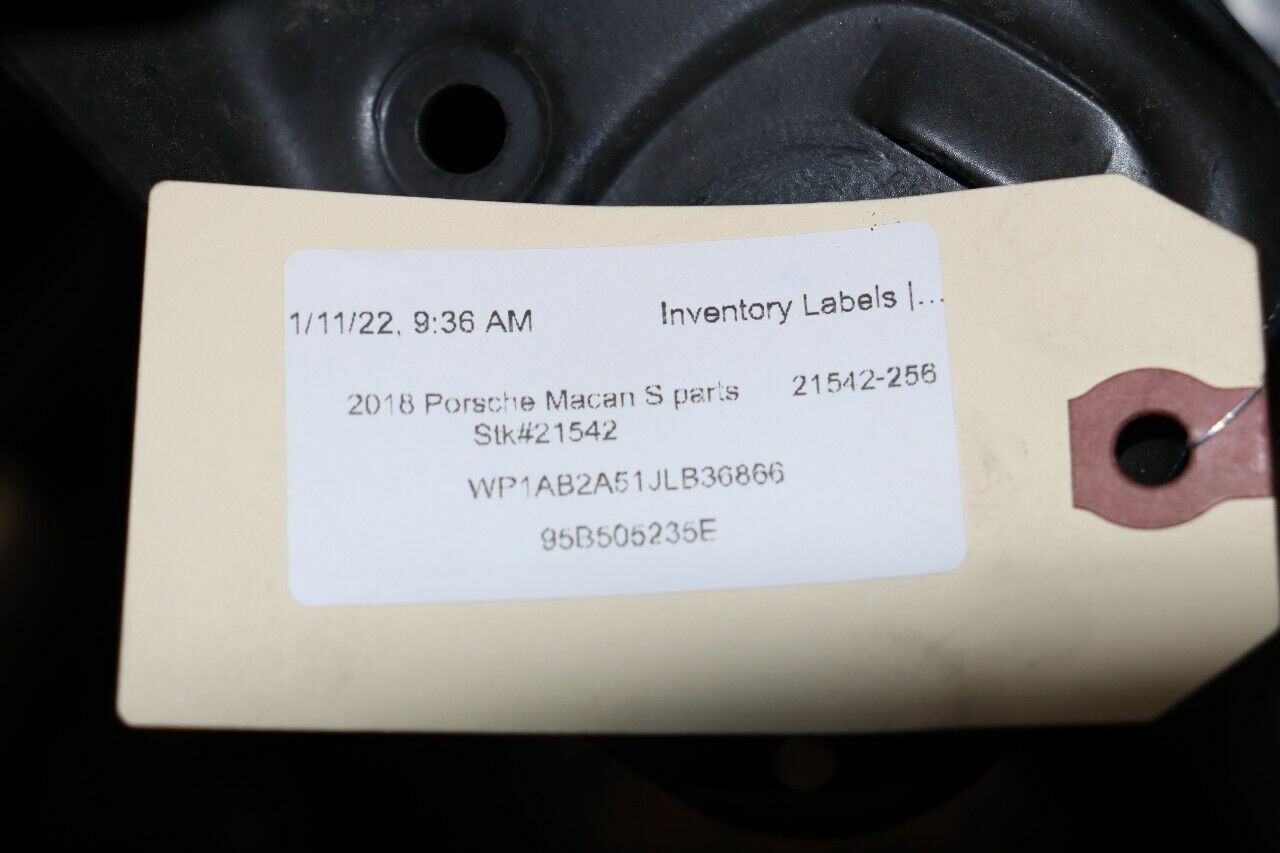 1/11/22, 9:36 AM Inventory Labels |...
2018 Porsche Macan S parts 21542-256
Stk#21542
WP1AB2A51JLB36866
95B505235E